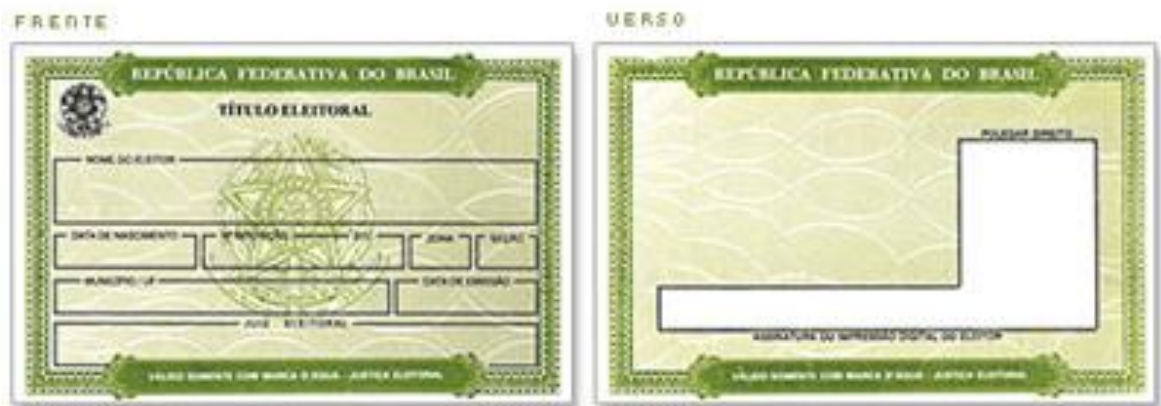 FRENTE
REPÚBLICA FEDERATIVA DO BRASIL
TÍTULO ELEITORAL
NOME DO ELEITOR
DATA DE NASCIMENTO Nº INSCRIÇÃO D.V. ZONA SEÇÃO
MUNICÍPIO / UF DATA DE EMISSÃO
JUIZ - ELEITORAL
VÁLIDO SOMENTE COM MARCA D'ÁGUA - JUSTIÇA ELEITORAL
VERSO
REPÚBLICA FEDERATIVA DO BRASIL
POLEGAR DIREITO
ASSINATURA OU IMPRESSÃO DIGITAL DO ELEITOR
VÁLIDO SOMENTE COM MARCA D'ÁGUA - JUSTIÇA ELEITORAL